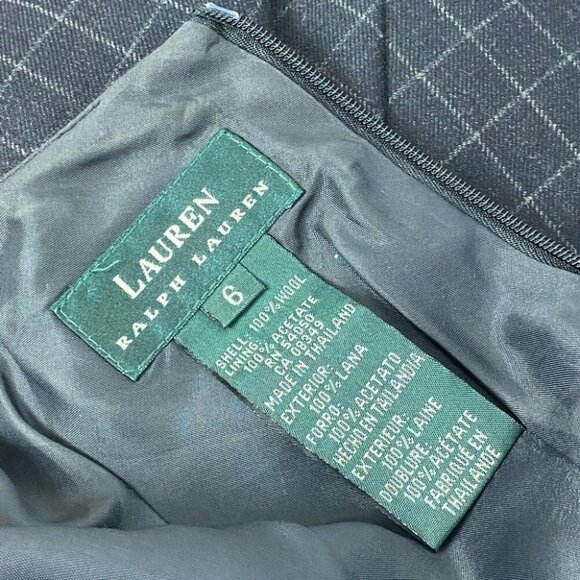 LAUREN
RALPH LAUREN
6
SHELL: 100% WOOL
LINING:
100% ACETATE
RN 54050
CA 08349
MADE IN THAILAND
EXTERIOR:
100% LANA
FORRO:
100% ACETATO
HECHO EN TAILANDIA
EXTERIEUR:
100% LAINE
DOUBLURE:
100% ACÉTATE
FABRIQUE EN
THAILANDE